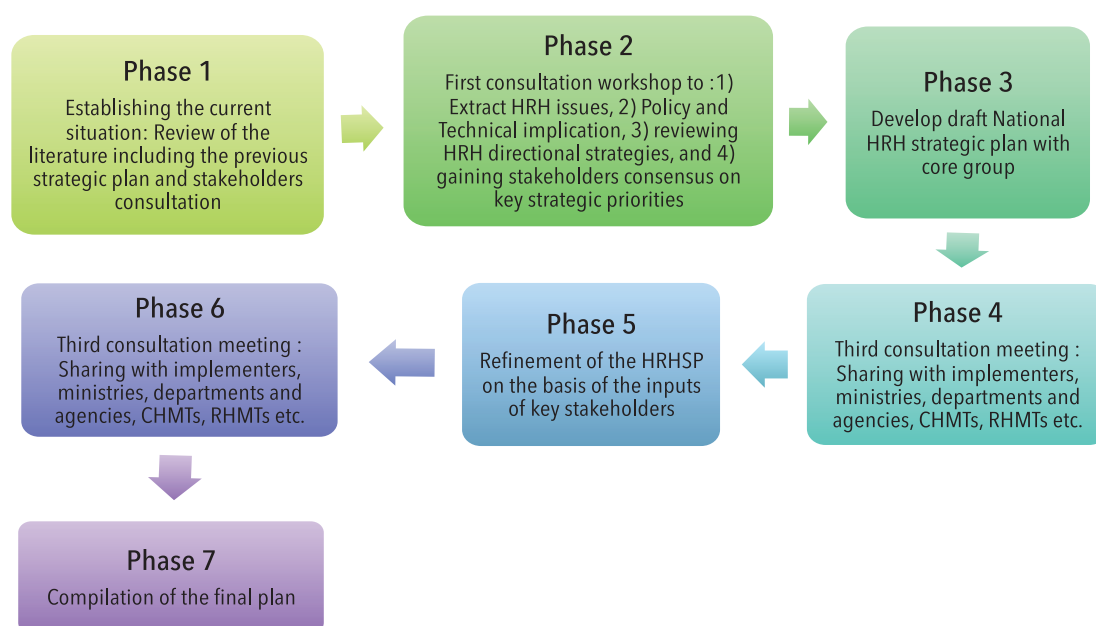 Phase 1
Establishing the current
situation: Review of the
literature including the previous
strategic plan and stakeholders
consultation
Phase 2
First consultation workshop to :1)
Extract HRH issues, 2) Policy and
Technical implication, 3) reviewing
HRH directional strategies, and 4)
gaining stakeholders consensus on
key strategic priorities
Phase 3
Develop draft National
HRH strategic plan with
core group
Phase 4
Third consultation meeting :
Sharing with implementers,
ministries, departments and
agencies, CHMTs, RHMTs etc.
Phase 5
Refinement of the HRHSP
on the basis of the inputs
of key stakeholders
Phase 6
Third consultation meeting :
Sharing with implementers,
ministries, departments and
agencies, CHMTs, RHMTs etc.
Phase 7
Compilation of the final plan